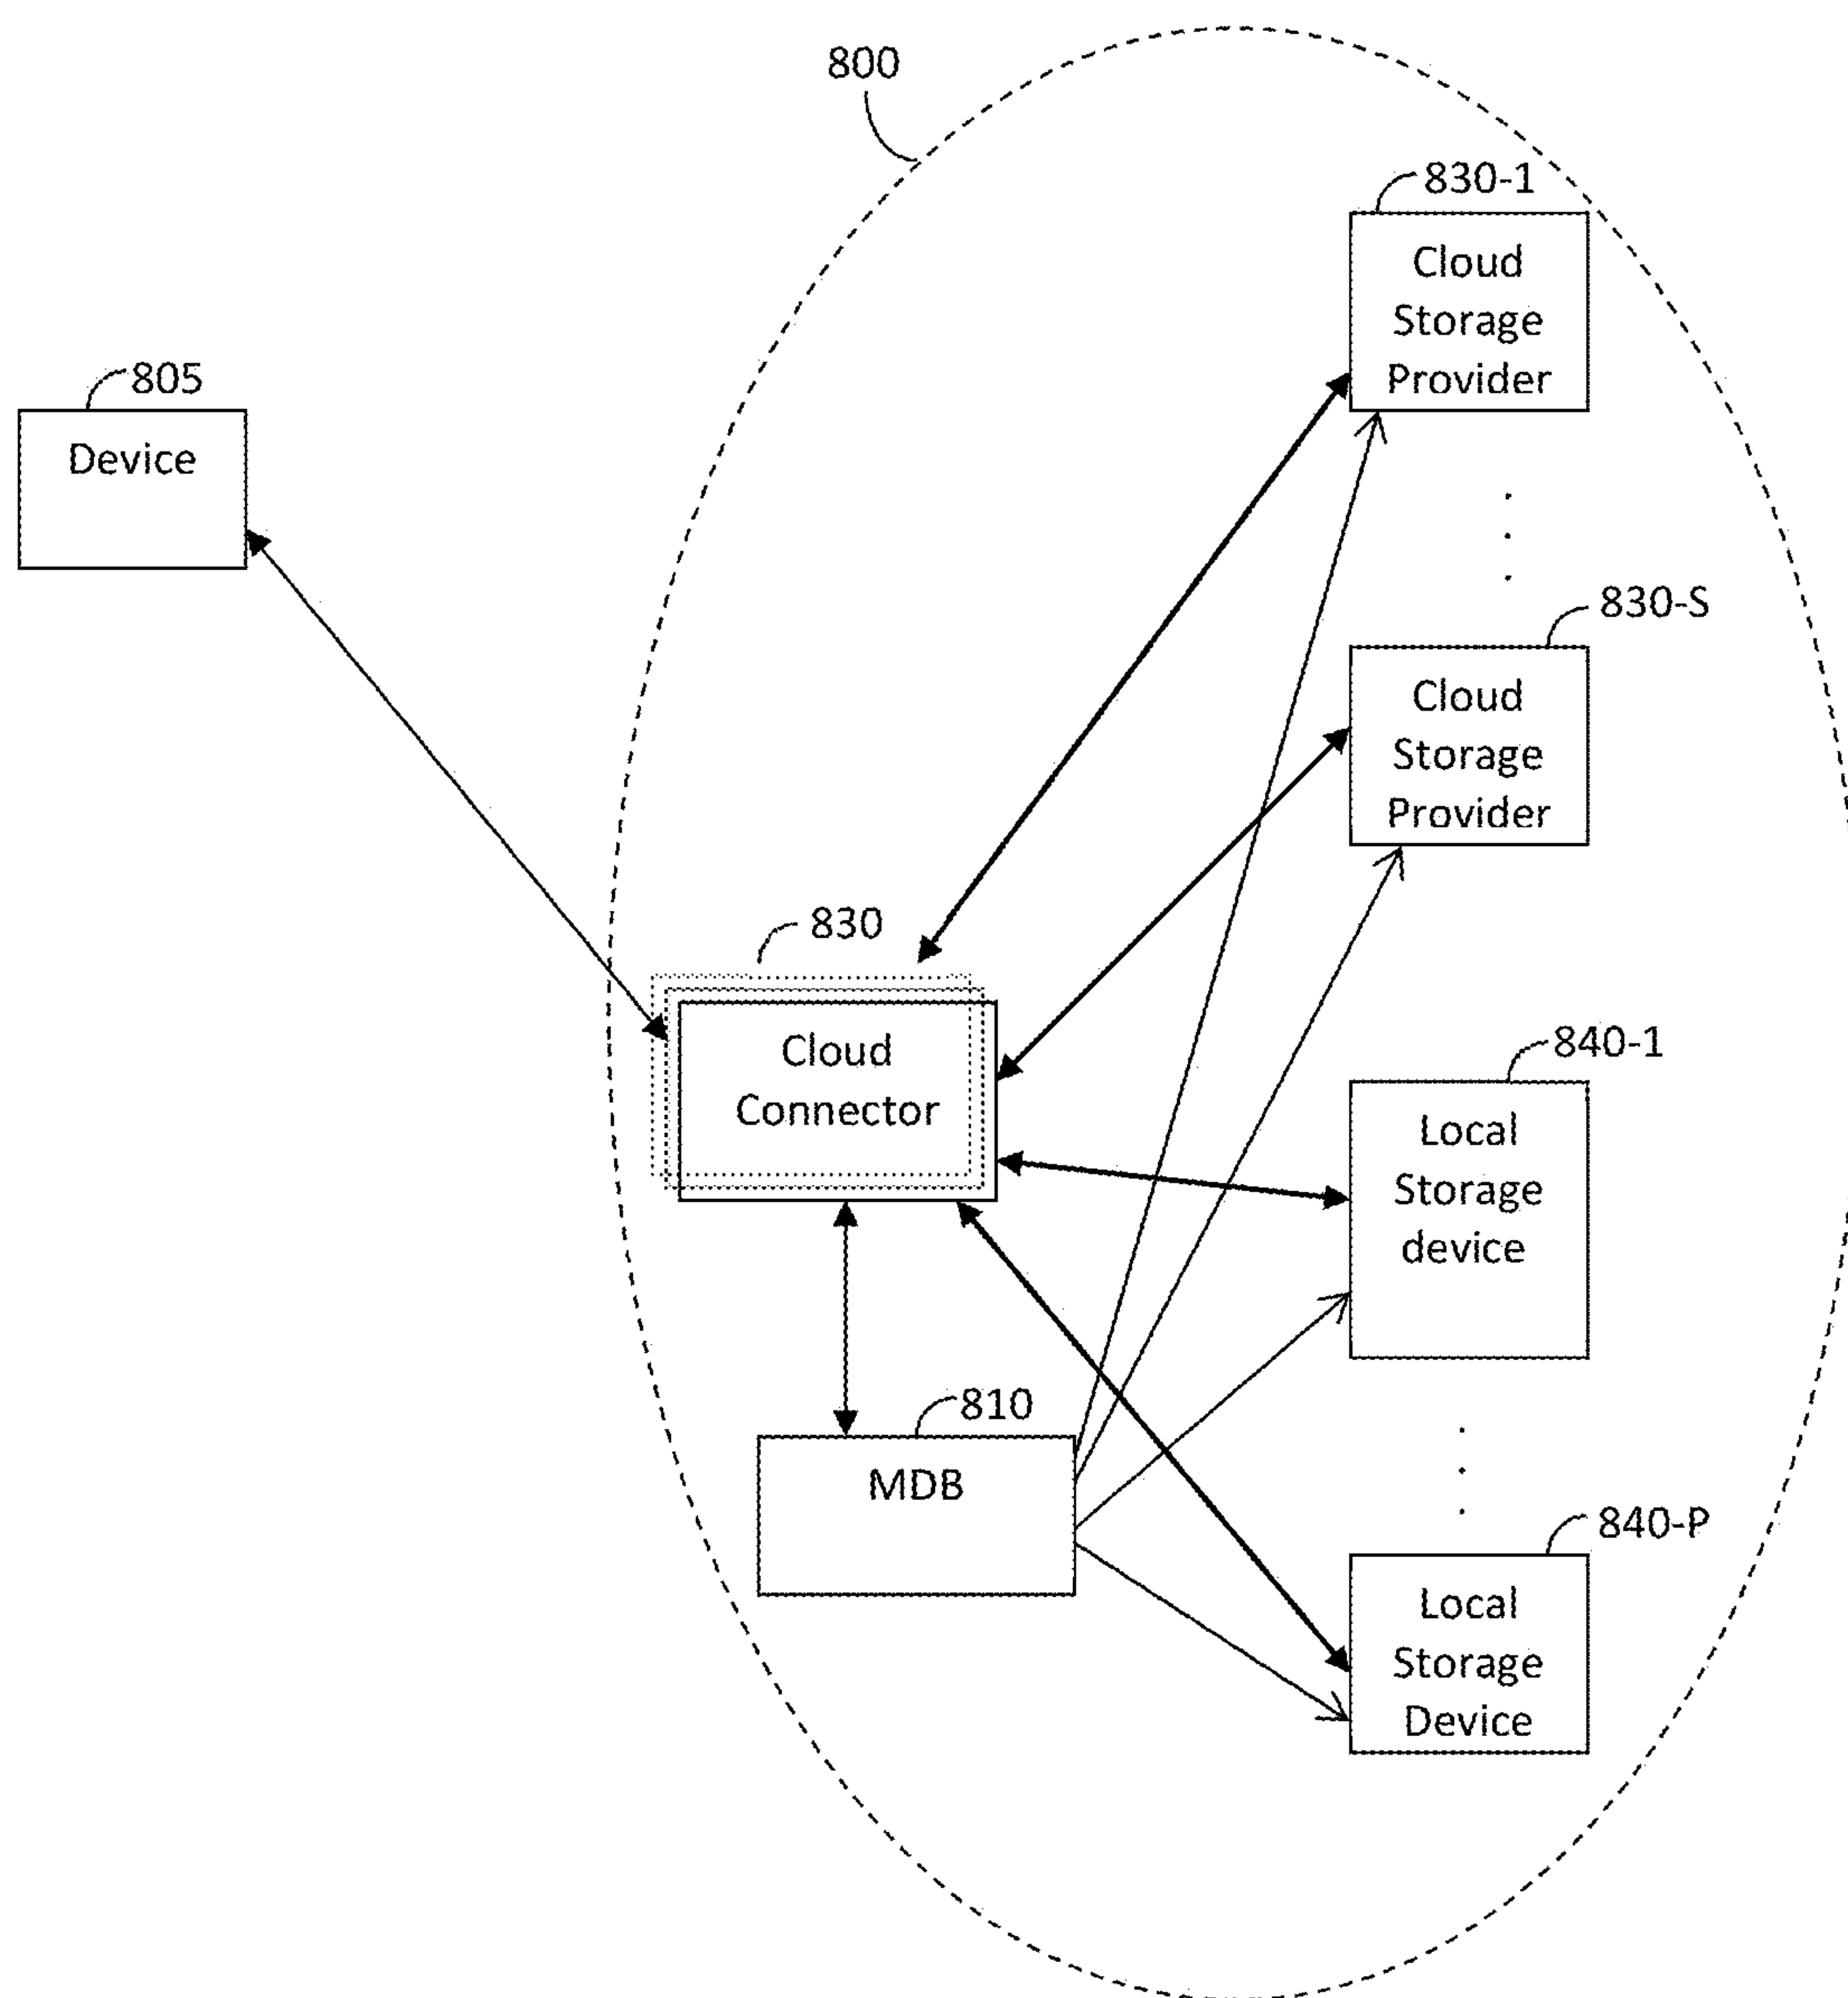 800
830-1
Cloud
Storage
Provider
805
Device
830-S
Cloud
Storage
Provider
830
Cloud
Connector
840-1
Local
Storage
device
810
MDB
840-P
Local
Storage
Device